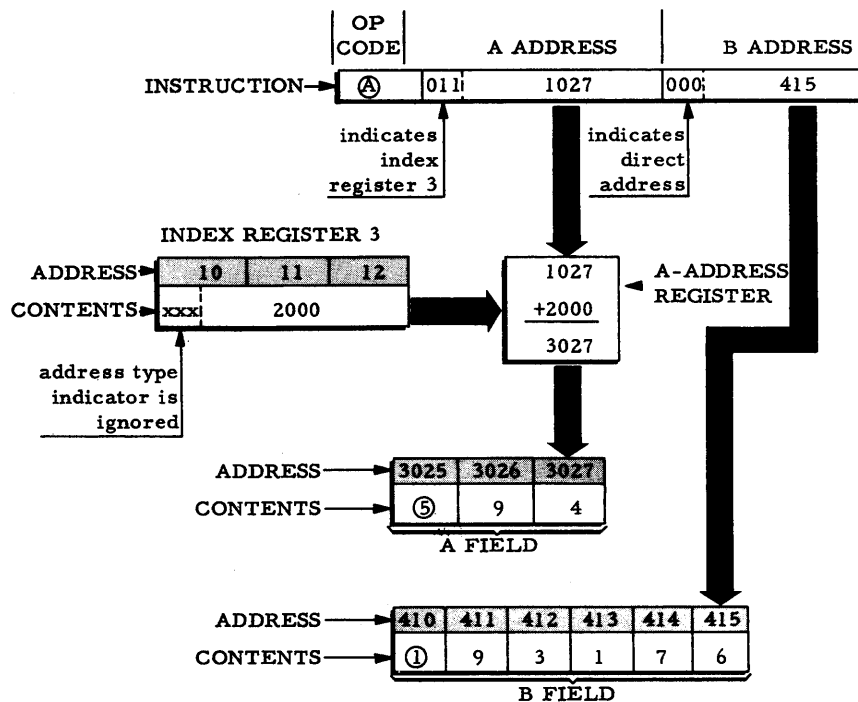 OP CODE
A ADDRESS
B ADDRESS
INSTRUCTION
Ⓐ 011 1027 000 415
indicates
index
register 3
indicates
direct
address
INDEX REGISTER 3
ADDRESS 10 11 12
CONTENTS xxx 2000
address type
indicator is
ignored
1027
+2000
3027
A-ADDRESS
REGISTER
ADDRESS 3025 3026 3027
CONTENTS ⑤ 9 4
A FIELD
ADDRESS 410 411 412 413 414 415
CONTENTS ① 9 3 1 7 6
B FIELD